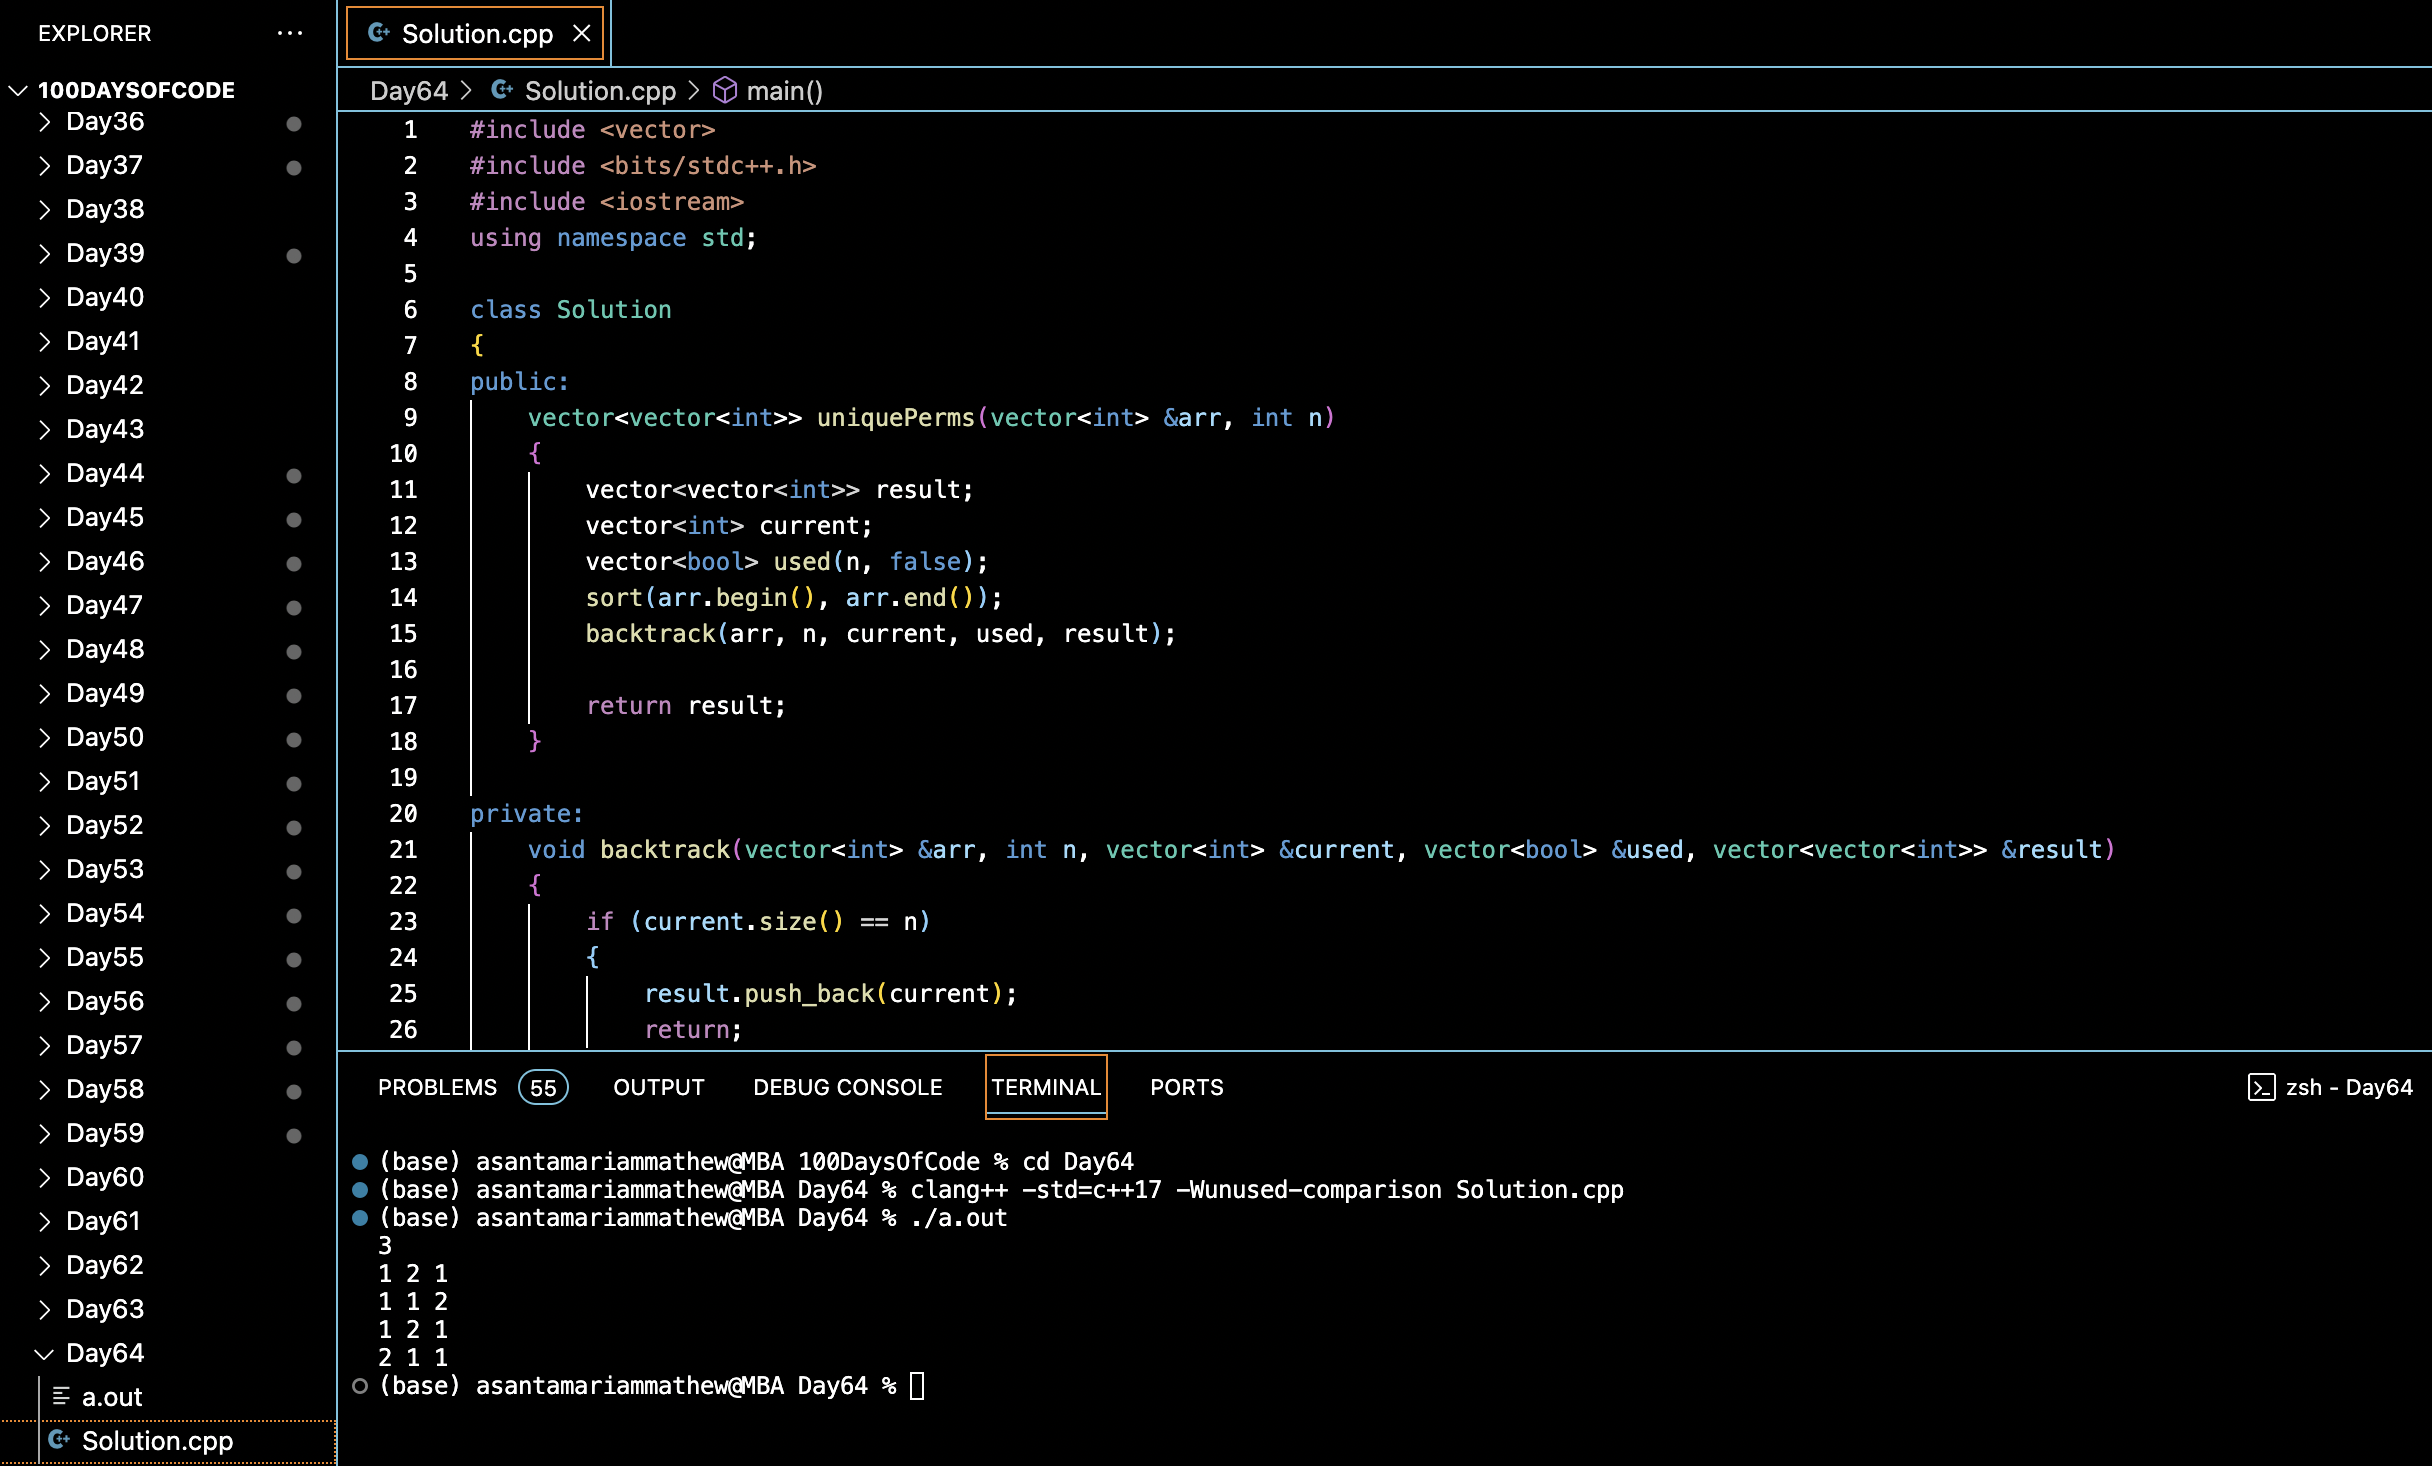 EXPLORER ...
100DAYSOFCODE
Day36
Day37
Day38
Day39
Day40
Day41
Day42
Day43
Day44
Day45
Day46
Day47
Day48
Day49
Day50
Day51
Day52
Day53
Day54
Day55
Day56
Day57
Day58
Day59
Day60
Day61
Day62
Day63
Day64
a.out
Solution.cpp
Solution.cpp
Day64 > Solution.cpp > main()
1 #include <vector>
2 #include <bits/stdc++.h>
3 #include <iostream>
4 using namespace std;
5
6 class Solution
7 {
8 public:
9     vector<vector<int>> uniquePerms(vector<int> &arr, int n)
10     {
11         vector<vector<int>> result;
12         vector<int> current;
13         vector<bool> used(n, false);
14         sort(arr.begin(), arr.end());
15         backtrack(arr, n, current, used, result);
16
17         return result;
18     }
19
20 private:
21     void backtrack(vector<int> &arr, int n, vector<int> &current, vector<bool> &used, vector<vector<int>> &result)
22     {
23         if (current.size() == n)
24         {
25             result.push_back(current);
26             return;
PROBLEMS 55 OUTPUT DEBUG CONSOLE TERMINAL PORTS zsh - Day64
(base) asantamariammathew@MBA 100DaysOfCode % cd Day64
(base) asantamariammathew@MBA Day64 % clang++ -std=c++17 -Wunused-comparison Solution.cpp
(base) asantamariammathew@MBA Day64 % ./a.out
3
1 2 1
1 1 2
1 2 1
2 1 1
(base) asantamariammathew@MBA Day64 %